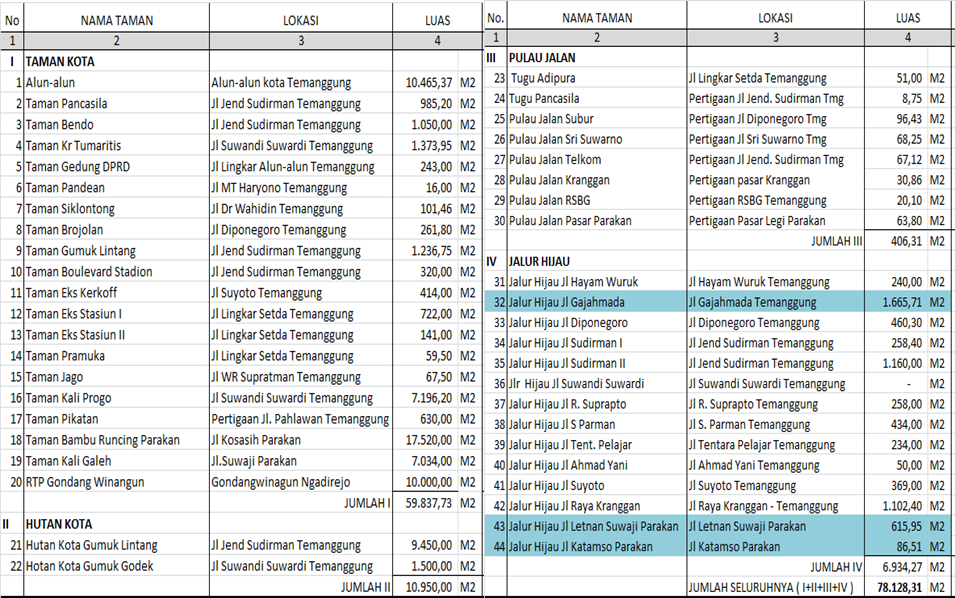 No NAMA TAMAN LOKASI LUAS
1 2 3 4
I TAMAN KOTA
1 Alun-alun Alun-alun kota Temanggung 10.465,37 M2
2 Taman Pancasila Jl Jend Sudirman Temanggung 985,20 M2
3 Taman Bendo Jl Jend Sudirman Temanggung 1.050,00 M2
4 Taman Kr Tumaritis Jl Suwandi Suwardi Temanggung 1.373,95 M2
5 Taman Gedung DPRD Jl Lingkar Alun-alun Temanggung 243,00 M2
6 Taman Pandean Jl MT Haryono Temanggung 16,00 M2
7 Taman Siklontong Jl Dr Wahidin Temanggung 101,46 M2
8 Taman Brojolan Jl Diponegoro Temanggung 261,80 M2
9 Taman Gumuk Lintang Jl Jend Sudirman Temanggung 1.236,75 M2
10 Taman Boulevard Stadion Jl Jend Sudirman Temanggung 320,00 M2
11 Taman Eks Kerkoff Jl Suyoto Temanggung 414,00 M2
12 Taman Eks Stasiun I Jl Lingkar Setda Temanggung 722,00 M2
13 Taman Eks Stasiun II Jl Lingkar Setda Temanggung 141,00 M2
14 Taman Pramuka Jl Lingkar Setda Temanggung 59,50 M2
15 Taman Jago Jl WR Supratman Temanggung 67,50 M2
16 Taman Kali Progo Jl Suwandi Suwardi Temanggung 7.196,20 M2
17 Taman Pikatan Pertigaan Jl. Pahlawan Temanggung 630,00 M2
18 Taman Bambu Runcing Parakan Jl Kosasih Parakan 17.520,00 M2
19 Taman Kali Galeh Jl.Suwaji Parakan 7.034,00 M2
20 RTP Gondang Winangun Gondangwinagun Ngadirejo 10.000,00 M2
JUMLAH I 59.837,73 M2
II HUTAN KOTA
21 Hutan Kota Gumuk Lintang Jl Jend Sudirman Temanggung 9.450,00 M2
22 Hotan Kota Gumuk Godek Jl Suwandi Suwardi Temanggung 1.500,00 M2
JUMLAH II 10.950,00 M2
No. NAMA TAMAN LOKASI LUAS
1 2 3 4
III PULAU JALAN
23 Tugu Adipura Jl Lingkar Setda Temanggung 51,00 M2
24 Tugu Pancasila Pertigaan Jl Jend. Sudirman Tmg 8,75 M2
25 Pulau Jalan Subur Pertigaan Jl Diponegoro Tmg 96,43 M2
26 Pulau Jalan Sri Suwarno Pertigaan Jl Sri Suwarno Tmg 68,25 M2
27 Pulau Jalan Telkom Pertigaan Jl Jend. Sudirman Tmg 67,12 M2
28 Pulau Jalan Kranggan Pertigaan pasar Kranggan 30,86 M2
29 Pulau Jalan RSBG Pertigaan RSBG Temanggung 20,10 M2
30 Pulau Jalan Pasar Parakan Pertigaan Pasar Legi Parakan 63,80 M2
JUMLAH III 406,31 M2
IV JALUR HIJAU
31 Jalur Hijau Jl Hayam Wuruk Jl Hayam Wuruk Temanggung 240,00 M2
32 Jalur Hijau Jl Gajahmada Jl Gajahmada Temanggung 1.665,71 M2
33 Jalur Hijau Jl Diponegoro Jl Diponegoro Temanggung 460,30 M2
34 Jalur Hijau Jl Sudirman I Jl Jend Sudirman Temanggung 258,40 M2
35 Jalur Hijau Jl Sudirman II Jl Jend Sudirman Temanggung 1.160,00 M2
36 Jlr Hijau Jl Suwandi Suwardi Jl Suwandi Suwardi Temanggung - M2
37 Jalur Hijau Jl R. Suprapto Jl R. Suprapto Temanggung 258,00 M2
38 Jalur Hijau Jl S Parman Jl S. Parman Temanggung 434,00 M2
39 Jalur Hijau Jl Tent. Pelajar Jl Tentara Pelajar Temanggung 234,00 M2
40 Jalur Hijau Jl Ahmad Yani Jl Ahmad Yani Temanggung 50,00 M2
41 Jalur Hijau Jl Suyoto Jl Suyoto Temanggung 369,00 M2
42 Jalur Hijau Jl Raya Kranggan Jl Raya Kranggan - Temanggung 1.102,40 M2
43 Jalur Hijau Jl Letnan Suwaji Parakan Jl Letnan Suwaji Parakan 615,95 M2
44 Jalur Hijau Jl Katamso Parakan Jl Katamso Parakan 86,51 M2
JUMLAH IV 6.934,27 M2
JUMLAH SELURUHNYA ( I+II+III+IV ) 78.128,31 M2